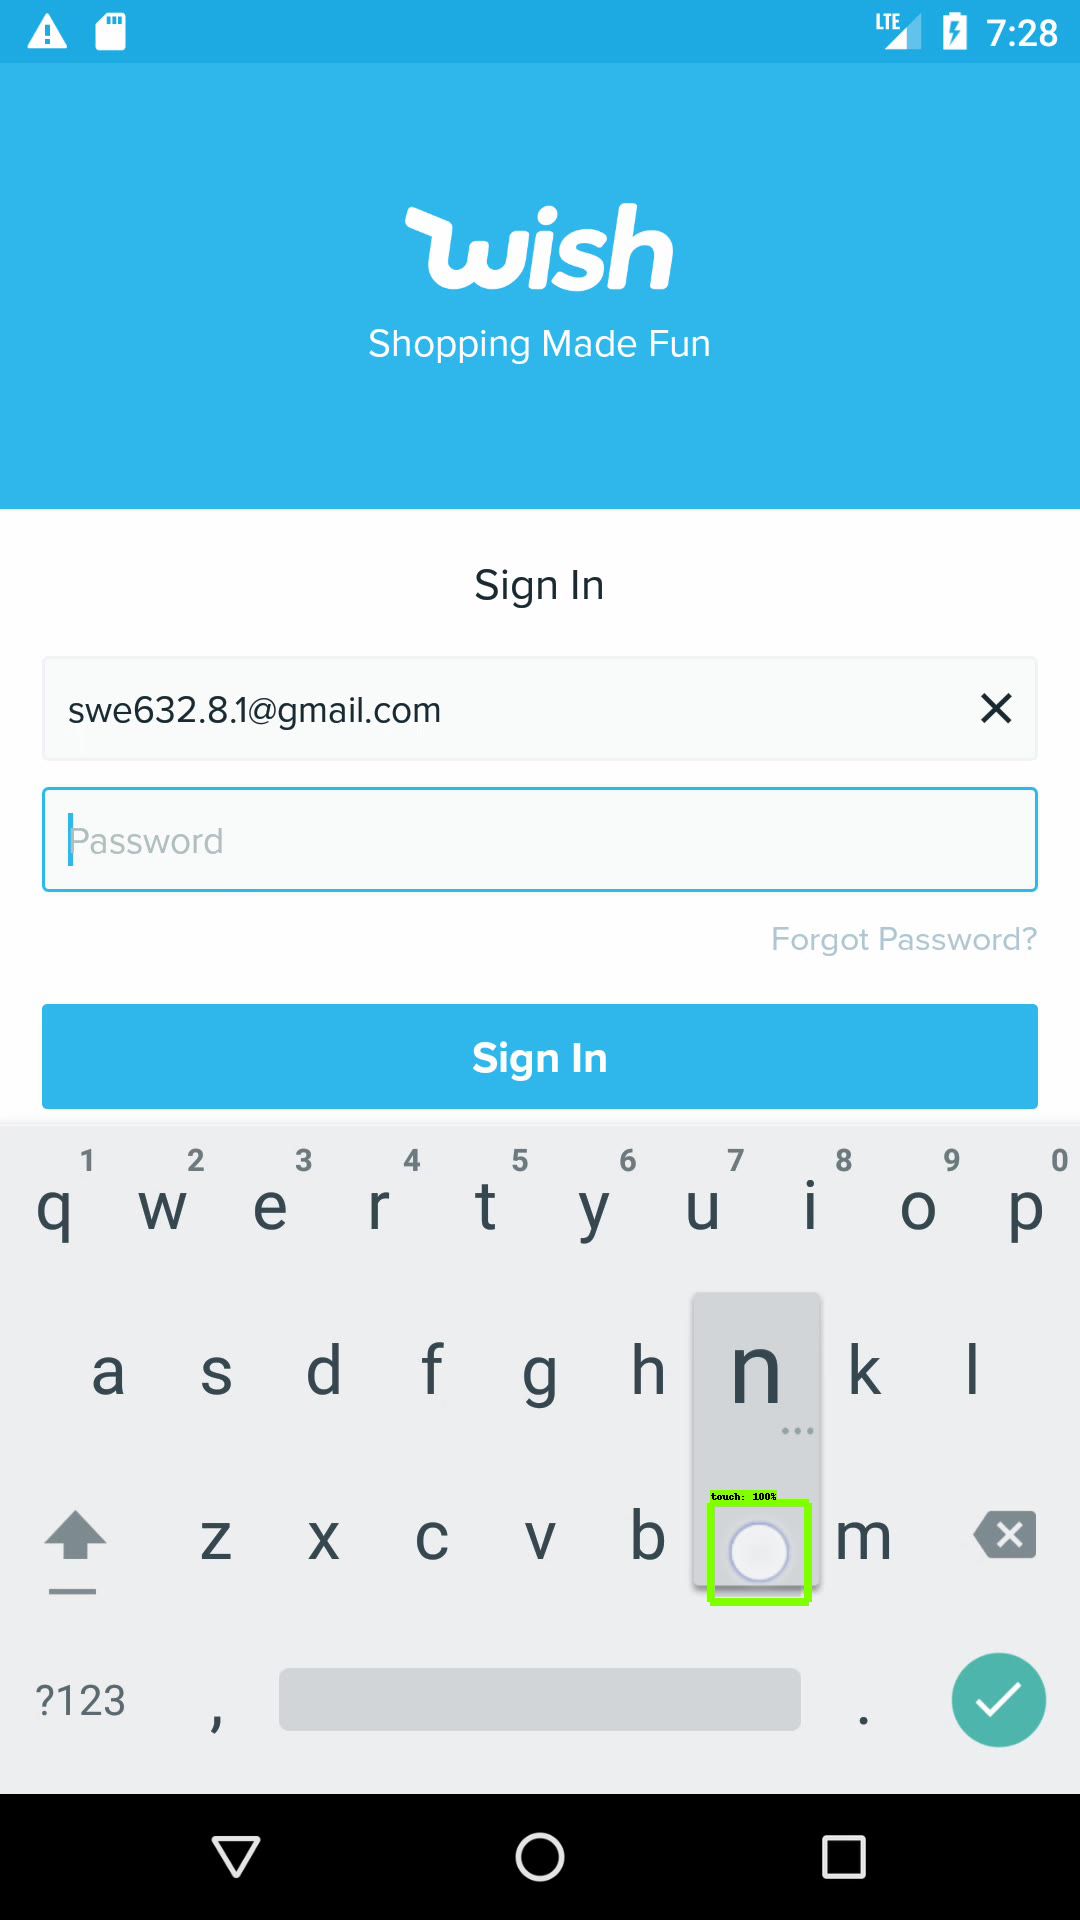 LTE 7:28
wish
Shopping Made Fun
Sign In
swe632.8.1@gmail.com
Password
Forgot Password?
Sign In
1 2 3 4 5 6 7 8 9 0
q w e r t y u i o p
a s d f g h n k l
touch: 100%
z x c v b m
?123 , .